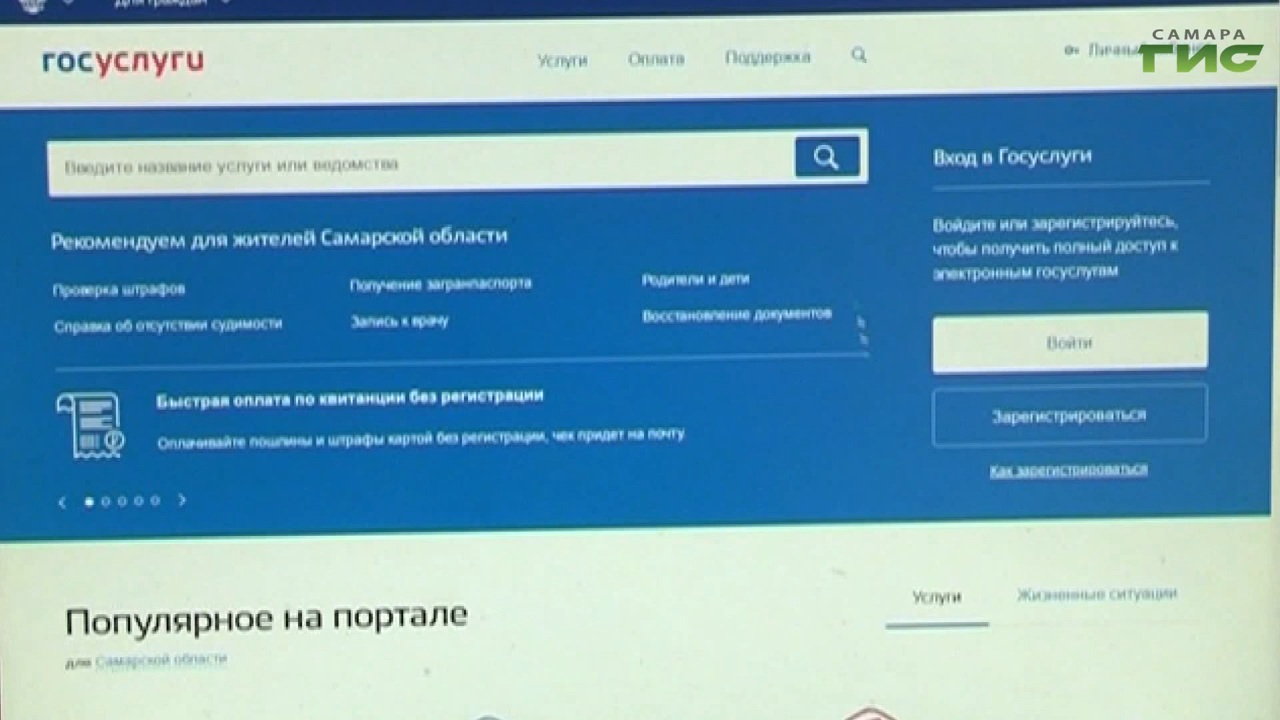 Для граждан
САМАРА
ГИС
госуслуги
Услуги
Оплата
Поддержка
Введите название услуги или ведомства
Рекомендуем для жителей Самарской области
Проверка штрафов
Получение загранпаспорта
Родители и дети
Справка об отсутствии судимости
Запись к врачу
Восстановление документов
Быстрая оплата по квитанции без регистрации
Оплачивайте пошлины и штрафы картой без регистрации, чек придет на почту
Вход в Госуслуги
Войдите или зарегистрируйтесь,
чтобы получить полный доступ к
электронным госуслугам
Войти
Зарегистрироваться
Как зарегистрироваться
Популярное на портале
для Самарской области
Услуги
Жизненные ситуации